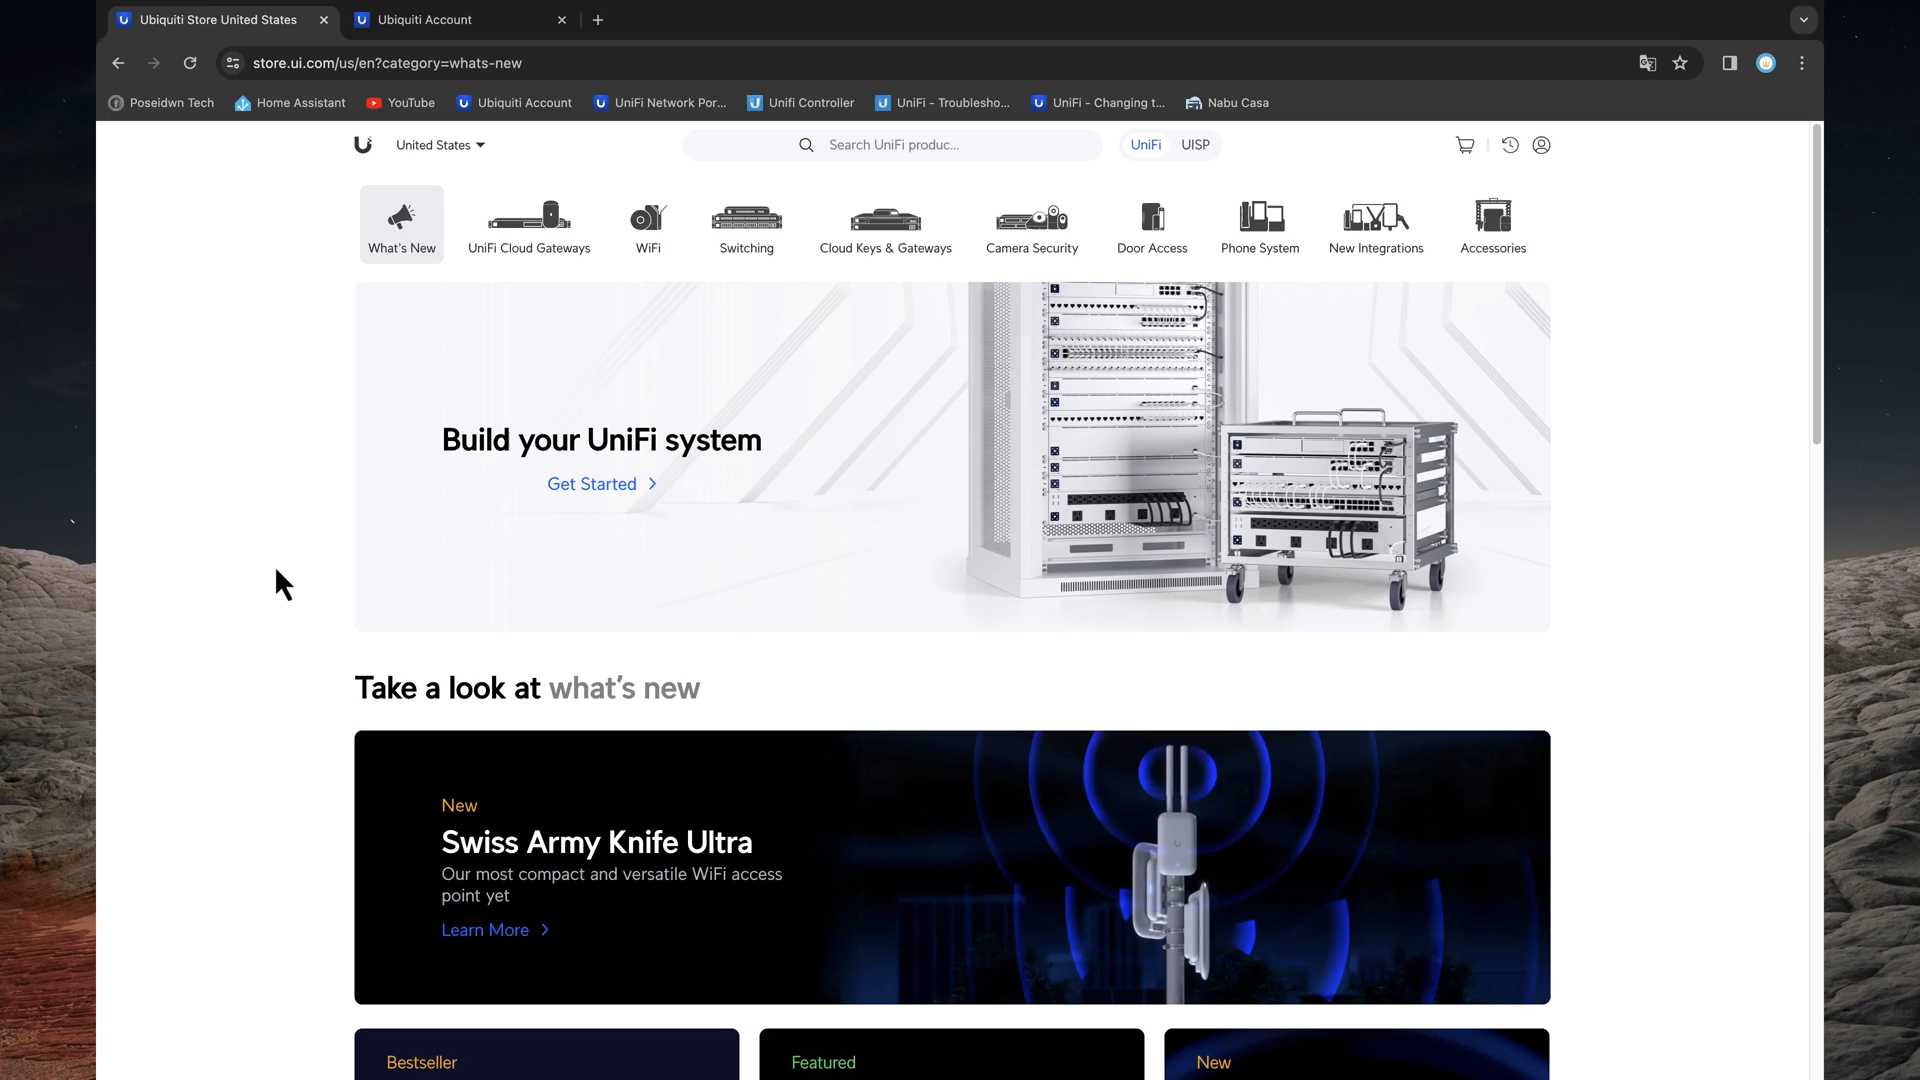 Ubiquiti Store United States
Ubiquiti Account
store.ui.com/us/en?category=whats-new
Poseidwn Tech
Home Assistant
YouTube
Ubiquiti Account
UniFi Network Por...
Unifi Controller
UniFi - Troublesho...
UniFi - Changing t...
Nabu Casa
United States
Search UniFi produc...
UniFi
UISP
What's New
UniFi Cloud Gateways
WiFi
Switching
Cloud Keys & Gateways
Camera Security
Door Access
Phone System
New Integrations
Accessories
Build your UniFi system
Get Started
Take a look at what's new
New
Swiss Army Knife Ultra
Our most compact and versatile WiFi access
point yet
Learn More
Bestseller
Featured
New